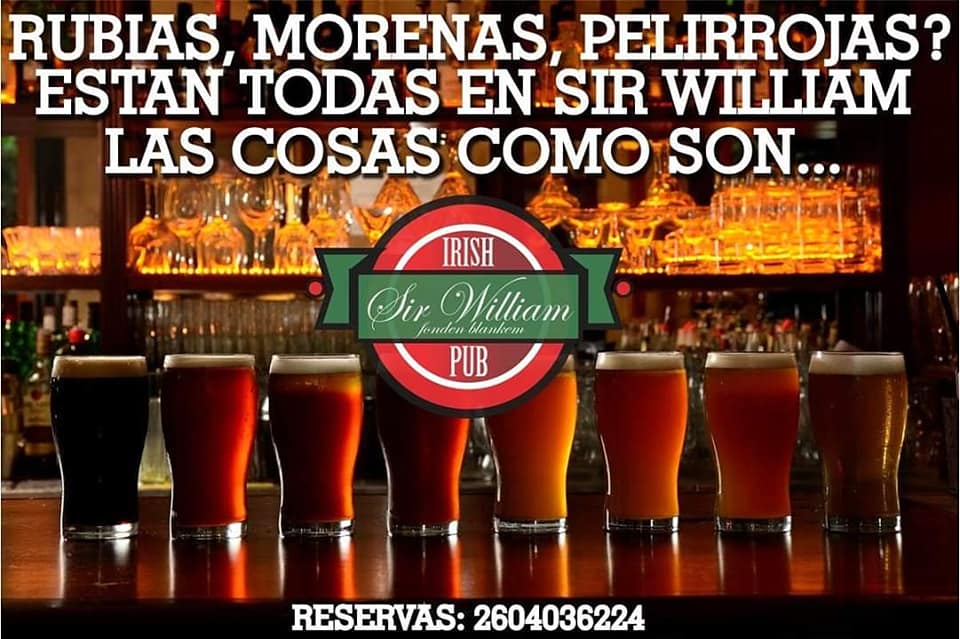 RUBIAS, MORENAS, PELIRROJAS?
ESTAN TODAS EN SIR WILLIAM
LAS COSAS COMO SON...
IRISH
Sir William
fonden blankem
PUB
RESERVAS: 2604036224